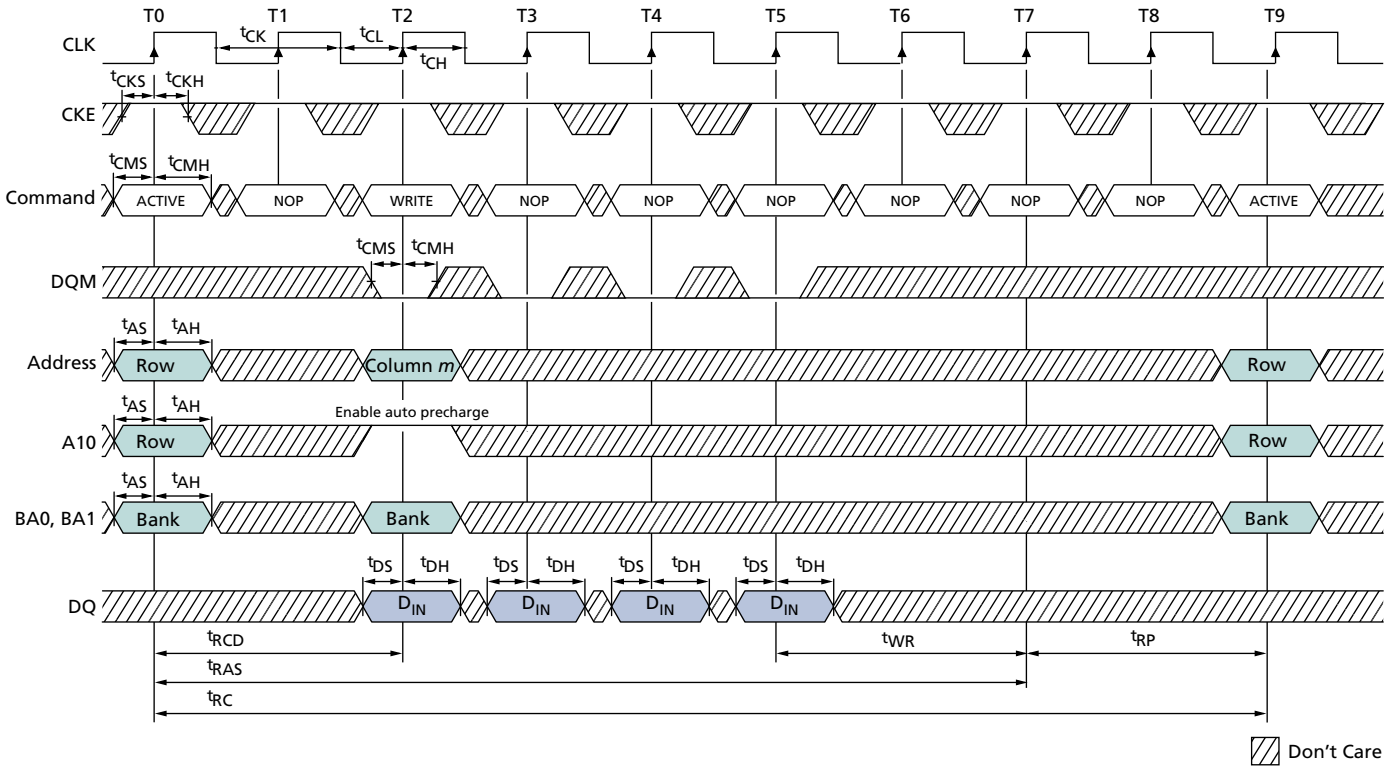 T0 T1 T2 T3 T4 T5 T6 T7 T8 T9
CLK tCK tCL tCH
tCKS tCKH
CKE
tCMS tCMH
Command ACTIVE NOP WRITE NOP NOP NOP NOP NOP NOP ACTIVE
tCMS tCMH
DQM
tAS tAH
Address Row Column m Row
tAS tAH Enable auto precharge
A10 Row Row
tAS tAH
BA0, BA1 Bank Bank Bank
tDS tDH tDS tDH tDS tDH tDS tDH
DQ DIN DIN DIN DIN
tRCD tWR tRP
tRAS
tRC
Don't Care